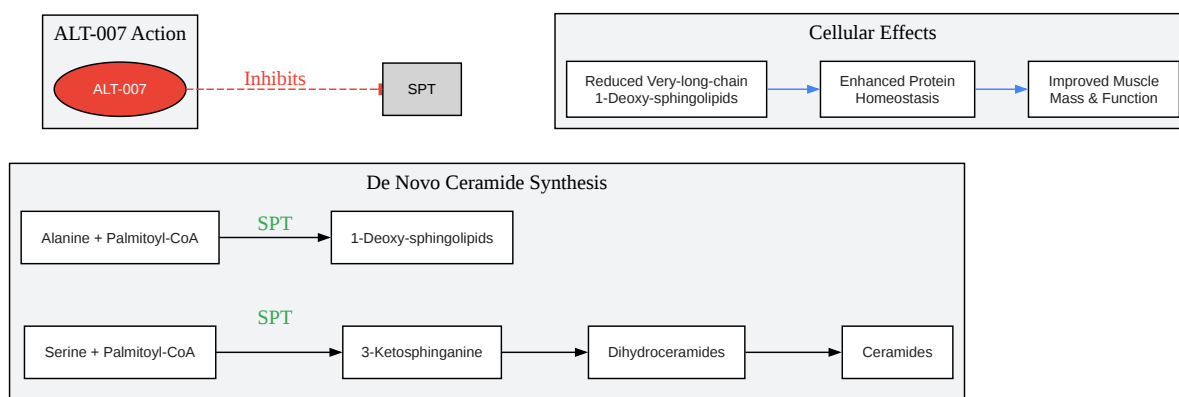 ALT-007 Action
ALT-007
Inhibits
SPT
Cellular Effects
Reduced Very-long-chain
1-Deoxy-sphingolipids
Enhanced Protein
Homeostasis
Improved Muscle
Mass & Function
De Novo Ceramide Synthesis
Alanine + Palmitoyl-CoA
SPT
1-Deoxy-sphingolipids
Serine + Palmitoyl-CoA
SPT
3-Ketosphinganine
Dihydroceramides
Ceramides